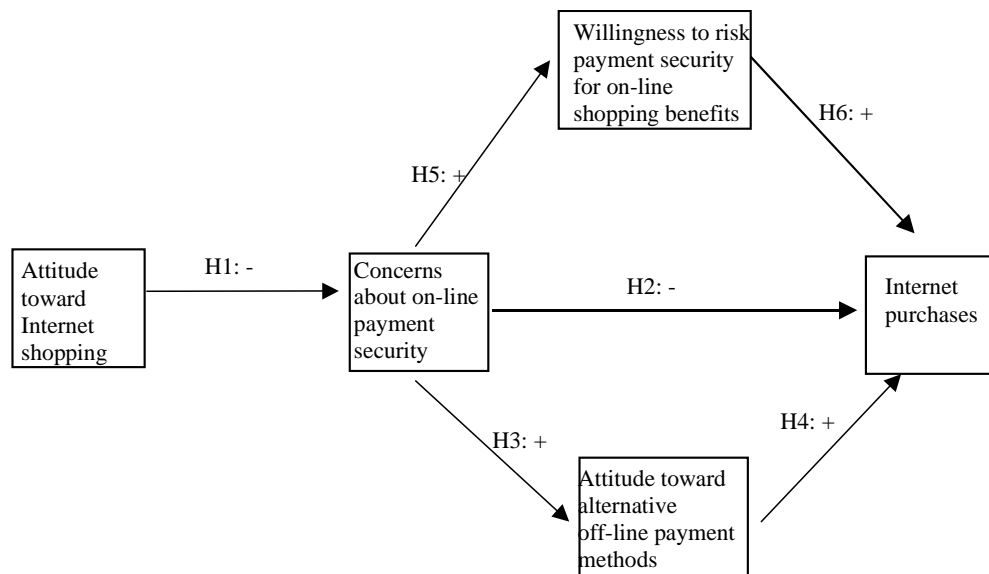 Willingness to risk
payment security
for on-line
shopping benefits
H6: +
H5: +
H1: -
Attitude
toward
Internet
shopping
Concerns
about on-line
payment
security
H2: -
Internet
purchases
H3: +
H4: +
Attitude toward
alternative
off-line payment
methods